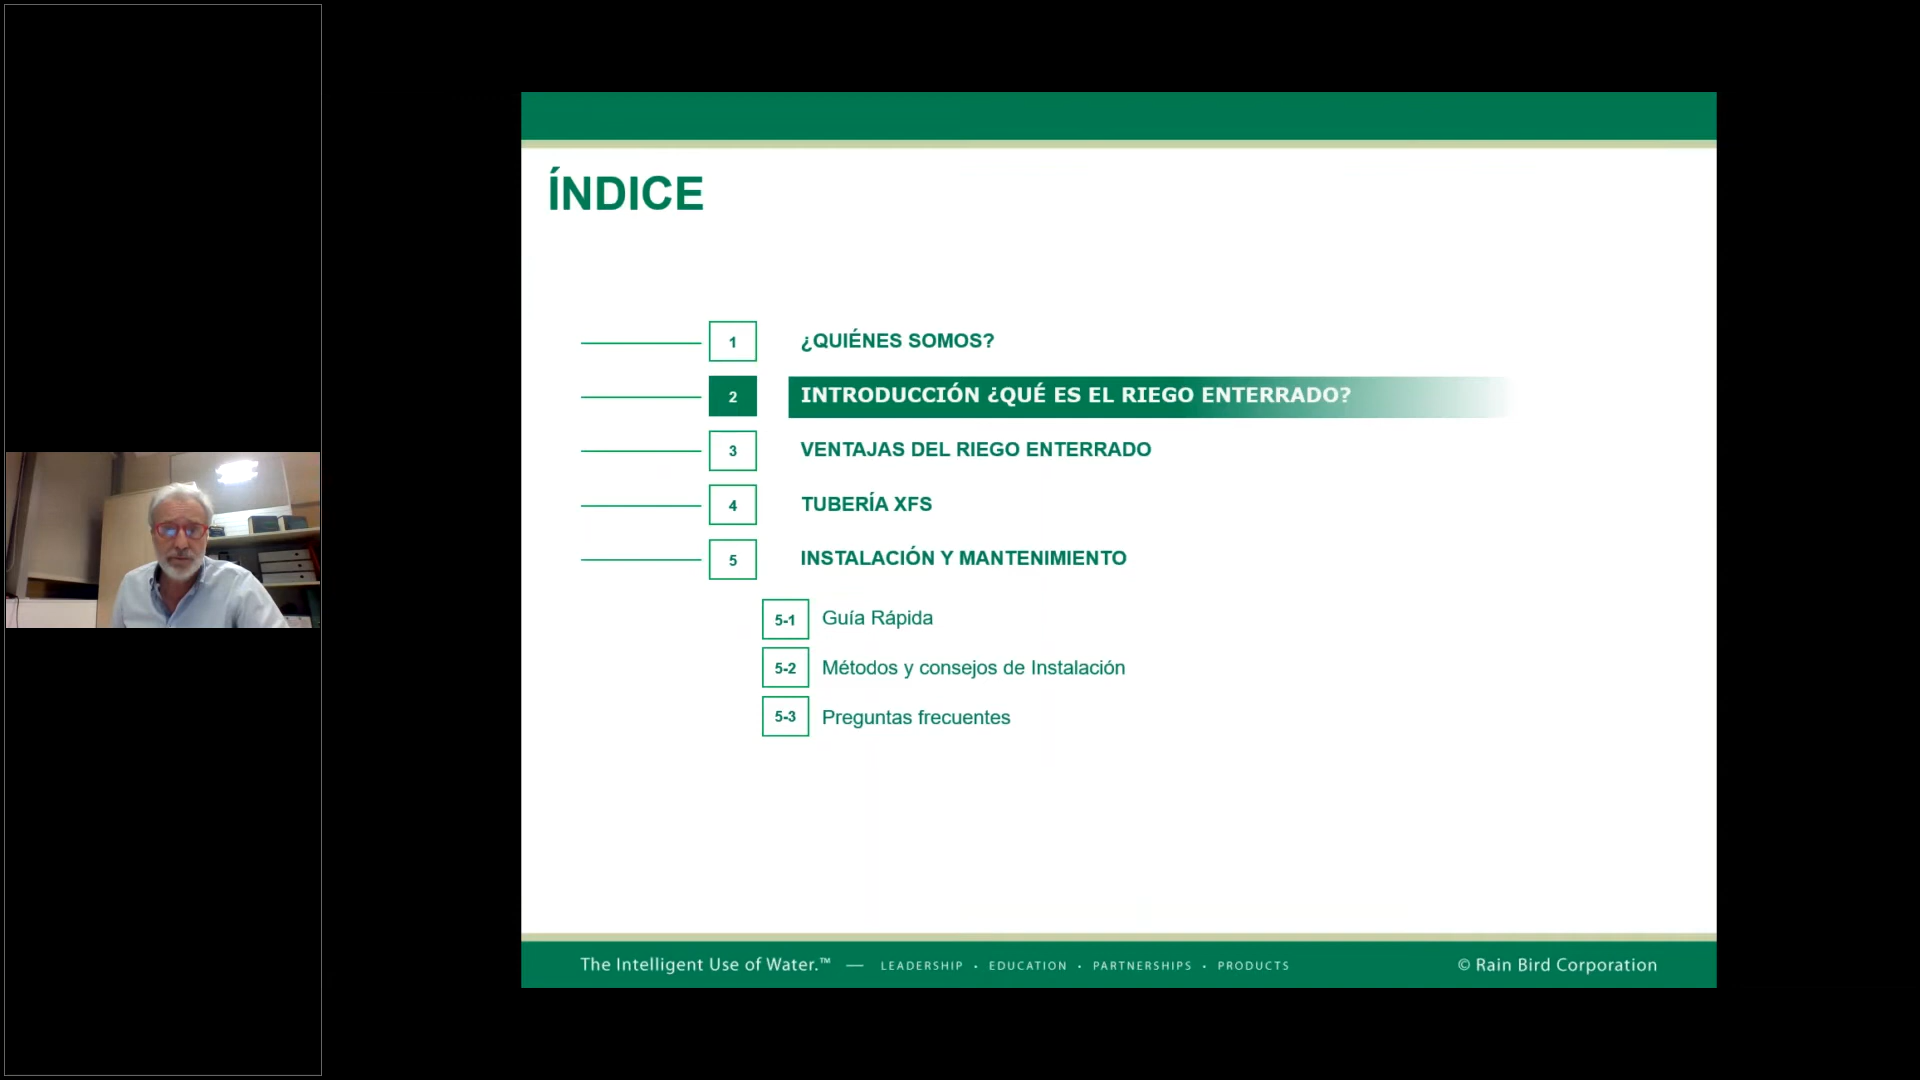 ÍNDICE
1 ¿QUIÉNES SOMOS?
2 INTRODUCCIÓN ¿QUÉ ES EL RIEGO ENTERRADO?
3 VENTAJAS DEL RIEGO ENTERRADO
4 TUBERÍA XFS
5 INSTALACIÓN Y MANTENIMIENTO
5-1 Guía Rápida
5-2 Métodos y consejos de Instalación
5-3 Preguntas frecuentes
The Intelligent Use of Water.™ — LEADERSHIP • EDUCATION • PARTNERSHIPS • PRODUCTS © Rain Bird Corporation